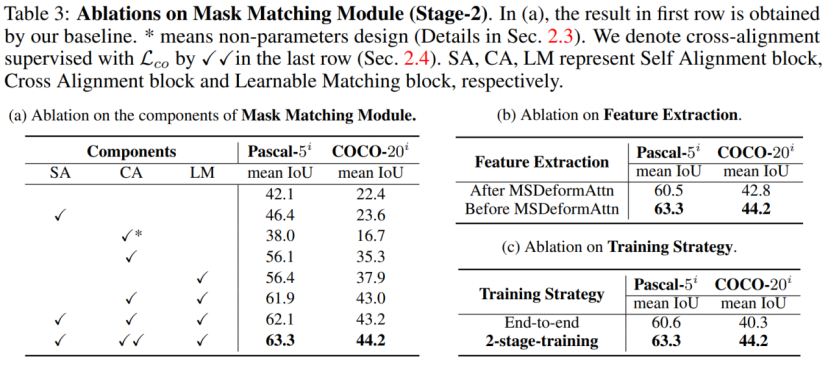 Table 3: Ablations on Mask Matching Module (Stage-2). In (a), the result in first row is obtained
by our baseline. * means non-parameters design (Details in Sec. 2.3). We denote cross-alignment
supervised with 𝓛co by ✓✓in the last row (Sec. 2.4). SA, CA, LM represent Self Alignment block,
Cross Alignment block and Learnable Matching block, respectively.
(a) Ablation on the components of Mask Matching Module.
Components Pascal-5ⁱ COCO-20ⁱ
SA CA LM mean IoU mean IoU
42.1 22.4
✓ 46.4 23.6
✓* 38.0 16.7
✓ 56.1 35.3
✓ 56.4 37.9
✓ ✓ 61.9 43.0
✓ ✓ ✓ 62.1 43.2
✓ ✓✓ ✓ 63.3 44.2
(b) Ablation on Feature Extraction.
Feature Extraction Pascal-5ⁱ COCO-20ⁱ
mean IoU mean IoU
After MSDeformAttn 60.5 42.8
Before MSDeformAttn 63.3 44.2
(c) Ablation on Training Strategy.
Training Strategy Pascal-5ⁱ COCO-20ⁱ
mean IoU mean IoU
End-to-end 60.6 40.3
2-stage-training 63.3 44.2